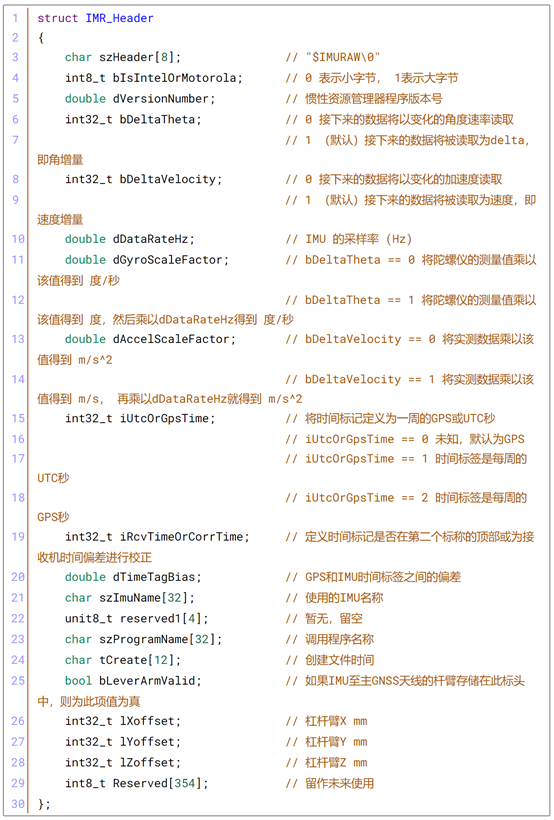 1 struct IMR_Header
2 {
3 char szHeader[8]; // "$IMURAW\0"
4 int8_t bIsIntelOrMotorola; // 0 表示小字节， 1表示大字节
5 double dVersionNumber; // 惯性资源管理器程序版本号
6 int32_t bDeltaTheta; // 0 接下来的数据将以变化的角度速率读取
7 // 1 （默认）接下来的数据将被读取为delta，
即角增量
8 int32_t bDeltaVelocity; // 0 接下来的数据将以变化的加速度读取
9 // 1 （默认）接下来的数据将被读取为速度，即
速度增量
10 double dDataRateHz; // IMU 的采样率（Hz）
11 double dGyroScaleFactor; // bDeltaTheta == 0 将陀螺仪的测量值乘以
该值得到 度/秒
12 // bDeltaTheta == 1 将陀螺仪的测量值乘以
该值得到 度，然后乘以dDataRateHz得到 度/秒
13 double dAccelScaleFactor; // bDeltaVelocity == 0 将实测数据乘以该
值得到 m/s^2
14 // bDeltaVelocity == 1 将实测数据乘以该
值得到 m/s， 再乘以dDataRateHz就得到 m/s^2
15 int32_t iUtcOrGpsTime; // 将时间标记定义为一周的GPS或UTC秒
16 // iUtcOrGpsTime == 0 未知，默认为GPS
17 // iUtcOrGpsTime == 1 时间标签是每周的
UTC秒
18 // iUtcOrGpsTime == 2 时间标签是每周的
GPS秒
19 int32_t iRcvTimeOrCorrTime; // 定义时间标记是否在第二个标称的顶部或为接
收机时间偏差进行校正
20 double dTimeTagBias; // GPS和IMU时间标签之间的偏差
21 char szImuName[32]; // 使用的IMU名称
22 unit8_t reserved1[4]; // 暂无，留空
23 char szProgramName[32]; // 调用程序名称
24 char tCreate[12]; // 创建文件时间
25 bool bLeverArmValid; // 如果IMU至主GNSS天线的杆臂存储在此标头
中，则为此项值为真
26 int32_t lXoffset; // 杠杆臂X mm
27 int32_t lYoffset; // 杠杆臂Y mm
28 int32_t lZoffset; // 杠杆臂Z mm
29 int8_t Reserved[354]; // 留作未来使用
30 };